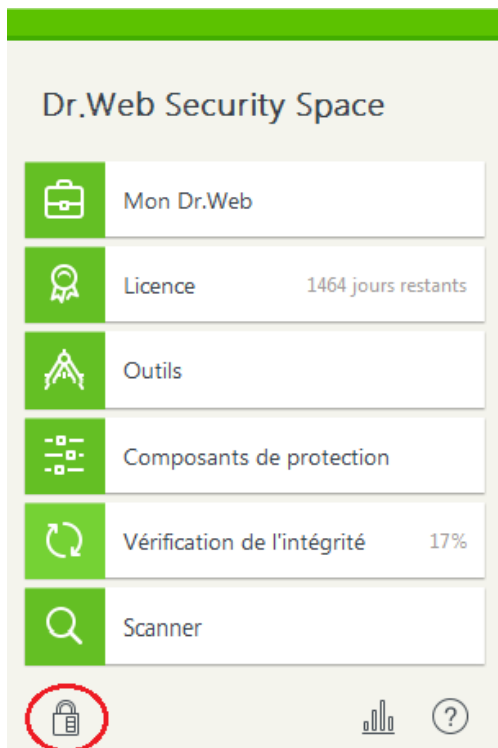 Dr.Web Security Space
Mon Dr.Web
Licence 1464 jours restants
Outils
Composants de protection
Vérification de l'intégrité 17%
Scanner
?